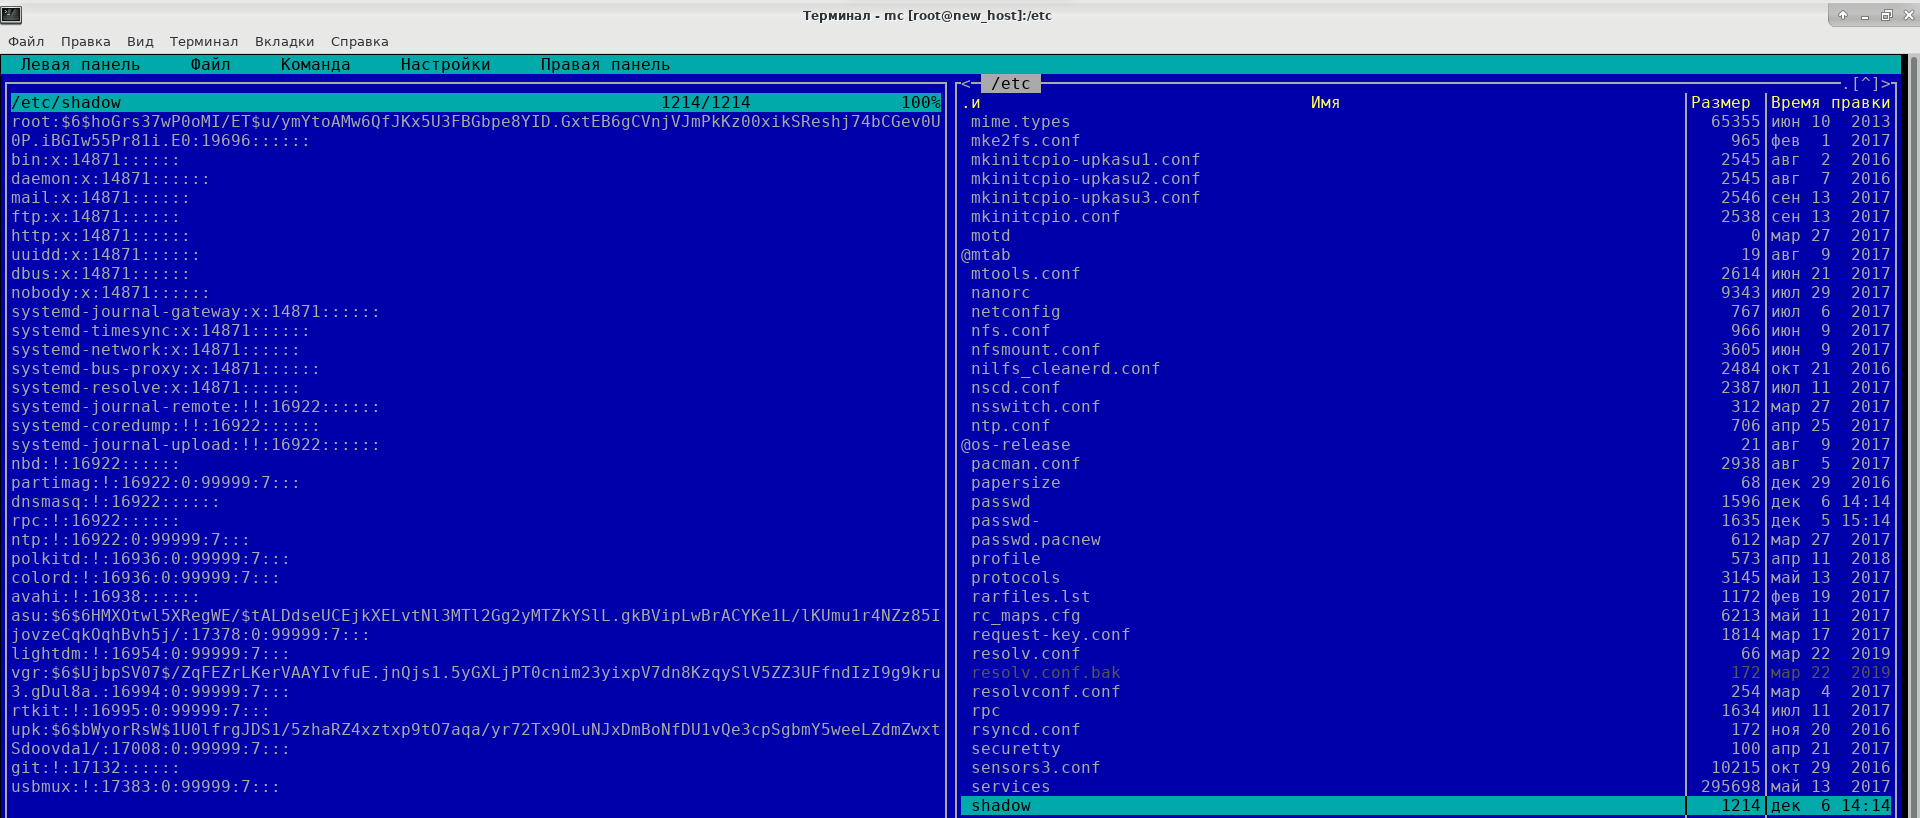 Терминал - mc [root@new_host]:/etc
Файл Правка Вид Терминал Вкладки Справка
Левая панель Файл Команда Настройки Правая панель
/etc/shadow 1214/1214 100%
root:$6$hoGrs37wP0oMI/ET$u/ymYtoAMw6QfJKx5U3FBGbpe8YID.GxtEB6gCVnjVJmPkKz00xikSReshj74bCGev0U
0P.iBGIw55Pr81i.E0:19696::::::
bin:x:14871::::::
daemon:x:14871::::::
mail:x:14871::::::
ftp:x:14871::::::
http:x:14871::::::
uuidd:x:14871::::::
dbus:x:14871::::::
nobody:x:14871::::::
systemd-journal-gateway:x:14871::::::
systemd-timesync:x:14871::::::
systemd-network:x:14871::::::
systemd-bus-proxy:x:14871::::::
systemd-resolve:x:14871::::::
systemd-journal-remote:!!:16922::::::
systemd-coredump:!!:16922::::::
systemd-journal-upload:!!:16922::::::
nbd:!:16922::::::
partimag:!:16922:0:99999:7:::
dnsmasq:!:16922::::::
rpc:!:16922::::::
ntp:!:16922:0:99999:7:::
polkitd:!:16936:0:99999:7:::
colord:!:16936:0:99999:7:::
avahi:!:16938::::::
asu:$6$6HMXOtwl5XRegWE/$tALDdseUCEjkXELvtNl3MTl2Gg2yMTZkYSlL.gkBVipLwBrACYKe1L/lKUmu1r4NZz85I
jovzeCqkOqhBvh5j/:17378:0:99999:7:::
lightdm:!:16954:0:99999:7:::
vgr:$6$UjbpSV07$/ZqFEZrLKerVAAYIvfuE.jnQjs1.5yGXLjPT0cnim23yixpV7dn8KzqySlV5ZZ3UFfndIzI9g9kru
3.gDul8a.:16994:0:99999:7:::
rtkit:!:16995:0:99999:7:::
upk:$6$bWyorRsW$1U0lfrgJDS1/5zhaRZ4xztxp9tO7aqa/yr72Tx9OLuNJxDmBoNfDU1vQe3cpSgbmY5weeLZdmZwxt
Sdoovda1/:17008:0:99999:7:::
git:!:17132::::::
usbmux:!:17383:0:99999:7:::
<─ /etc ─.[^]>
.и Имя Размер Время правки
mime.types 65355 июн 10 2013
mke2fs.conf 965 фев 1 2017
mkinitcpio-upkasu1.conf 2545 авг 2 2016
mkinitcpio-upkasu2.conf 2545 авг 7 2016
mkinitcpio-upkasu3.conf 2546 сен 13 2017
mkinitcpio.conf 2538 сен 13 2017
motd 0 мар 27 2017
@mtab 19 авг 9 2017
mtools.conf 2614 июн 21 2017
nanorc 9343 июл 29 2017
netconfig 767 июл 6 2017
nfs.conf 966 июн 9 2017
nfsmount.conf 3605 июн 9 2017
nilfs_cleanerd.conf 2484 окт 21 2016
nscd.conf 2387 июл 11 2017
nsswitch.conf 312 мар 27 2017
ntp.conf 706 апр 25 2017
@os-release 21 авг 9 2017
pacman.conf 2938 авг 5 2017
papersize 68 дек 29 2016
passwd 1596 дек 6 14:14
passwd- 1635 дек 5 15:14
passwd.pacnew 612 мар 27 2017
profile 573 апр 11 2018
protocols 3145 май 13 2017
rarfiles.lst 1172 фев 19 2017
rc_maps.cfg 6213 май 11 2017
request-key.conf 1814 мар 17 2017
resolv.conf 66 мар 22 2019
resolv.conf.bak 172 мар 22 2019
resolvconf.conf 254 мар 4 2017
rpc 1634 июл 11 2017
rsyncd.conf 172 ноя 20 2016
securetty 100 апр 21 2017
sensors3.conf 10215 окт 29 2016
services 295698 май 13 2017
shadow 1214 дек 6 14:14